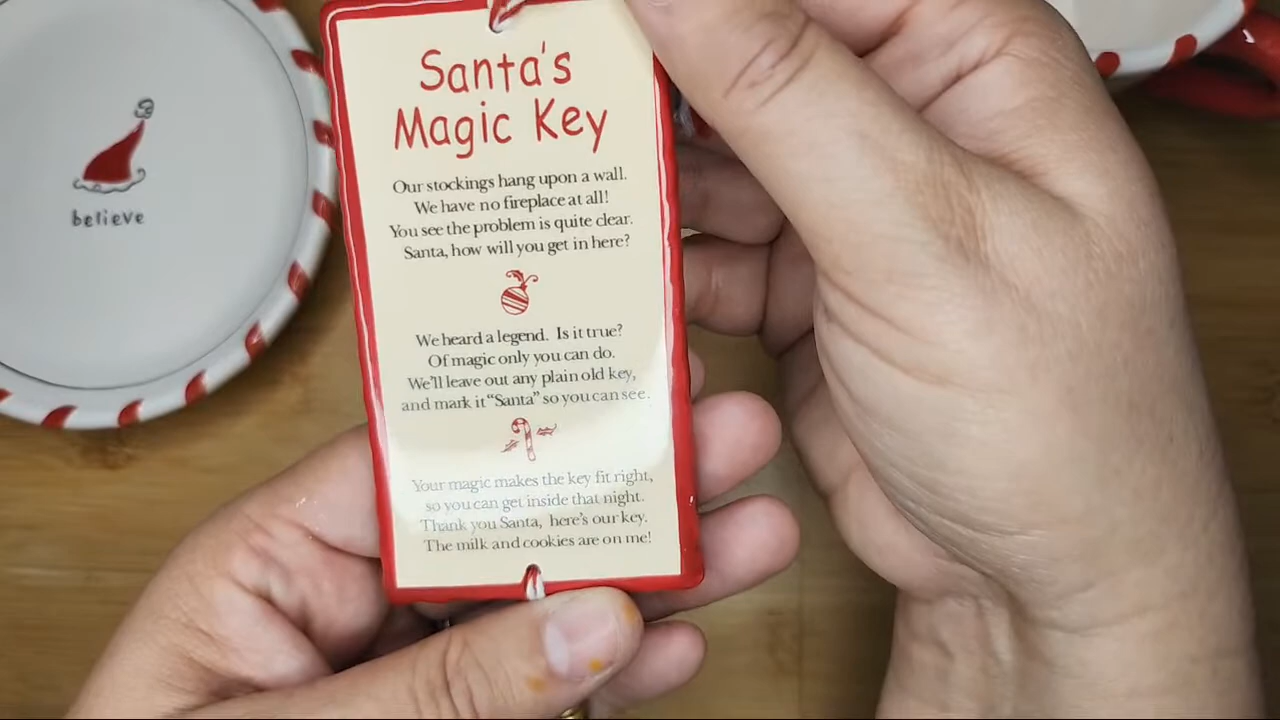 believe
Santa's
Magic Key
Our stockings hang upon a wall.
We have no fireplace at all!
You see the problem is quite clear.
Santa, how will you get in here?
We heard a legend. Is it true?
Of magic only you can do.
We'll leave out any plain old key,
and mark it "Santa" so you can see.
Your magic makes the key fit right,
so you can get inside that night.
Thank you Santa, here's our key.
The milk and cookies are on me!